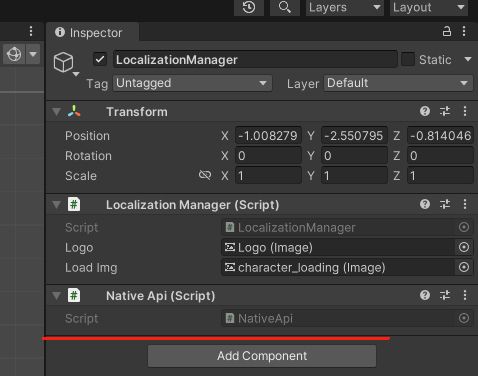 Layers Layout
Inspector
LocalizationManager Static
Tag Untagged Layer Default
Transform
Position X -1.008279 Y -2.550795 Z -0.814046
Rotation X 0 Y 0 Z 0
Scale X 1 Y 1 Z 1
# Localization Manager (Script)
Script # LocalizationManager
Logo Logo (Image)
Load Img character_loading (Image)
# Native Api (Script)
Script # NativeApi
Add Component